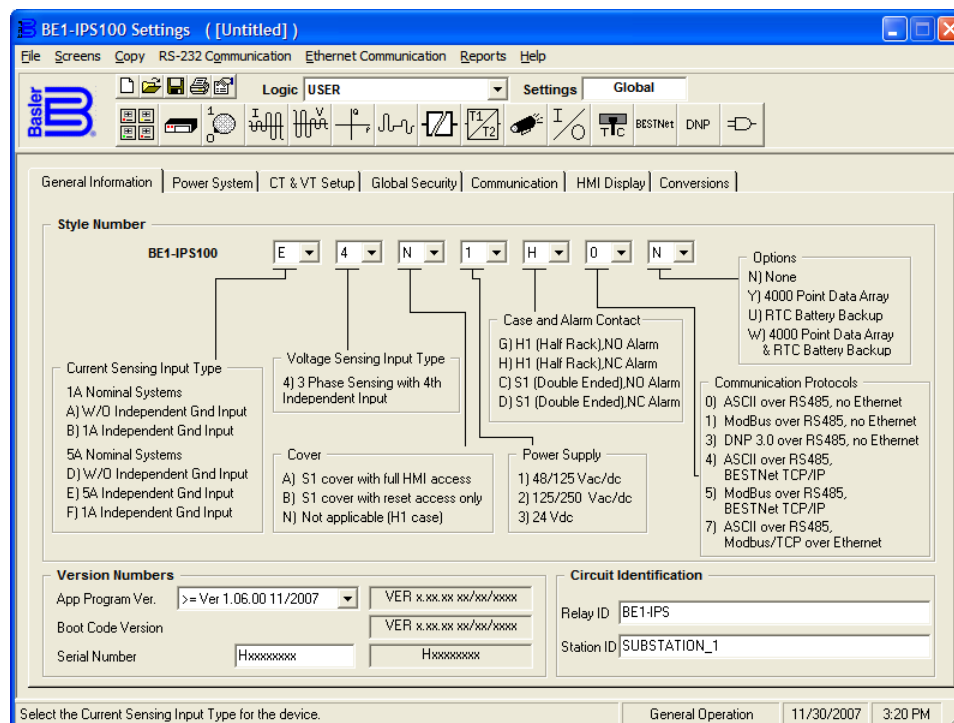 BE1-IPS100 Settings ( [Untitled] )
File Screens Copy RS-232 Communication Ethernet Communication Reports Help
Basler
Logic USER Settings Global
1 0 I V I/O T1 T2 TTC BESTNet DNP
General Information Power System CT & VT Setup Global Security Communication HMI Display Conversions
Style Number
BE1-IPS100 E 4 N 1 H 0 N
Options
N) None
Y) 4000 Point Data Array
U) RTC Battery Backup
W) 4000 Point Data Array
& RTC Battery Backup
Case and Alarm Contact
G) H1 (Half Rack),NO Alarm
H) H1 (Half Rack),NC Alarm
C) S1 (Double Ended),NO Alarm
D) S1 (Double Ended),NC Alarm
Voltage Sensing Input Type
4) 3 Phase Sensing with 4th
Independent Input
Current Sensing Input Type
1A Nominal Systems
A) W/O Independent Gnd Input
B) 1A Independent Gnd Input
5A Nominal Systems
D) W/O Independent Gnd Input
E) 5A Independent Gnd Input
F) 1A Independent Gnd Input
Cover
A) S1 cover with full HMI access
B) S1 cover with reset access only
N) Not applicable (H1 case)
Power Supply
1) 48/125 Vac/dc
2) 125/250 Vac/dc
3) 24 Vdc
Communication Protocols
0) ASCII over RS485, no Ethernet
1) ModBus over RS485, no Ethernet
3) DNP 3.0 over RS485, no Ethernet
4) ASCII over RS485,
BESTNet TCP/IP
5) ModBus over RS485,
BESTNet TCP/IP
7) ASCII over RS485,
Modbus/TCP over Ethernet
Version Numbers
App Program Ver. >= Ver 1.06.00 11/2007 VER x.xx.xx xx/xx/xxxx
Boot Code Version VER x.xx.xx xx/xx/xxxx
Serial Number Hxxxxxxxx Hxxxxxxxx
Circuit Identification
Relay ID BE1-IPS
Station ID SUBSTATION_1
Select the Current Sensing Input Type for the device. General Operation 11/30/2007 3:20 PM